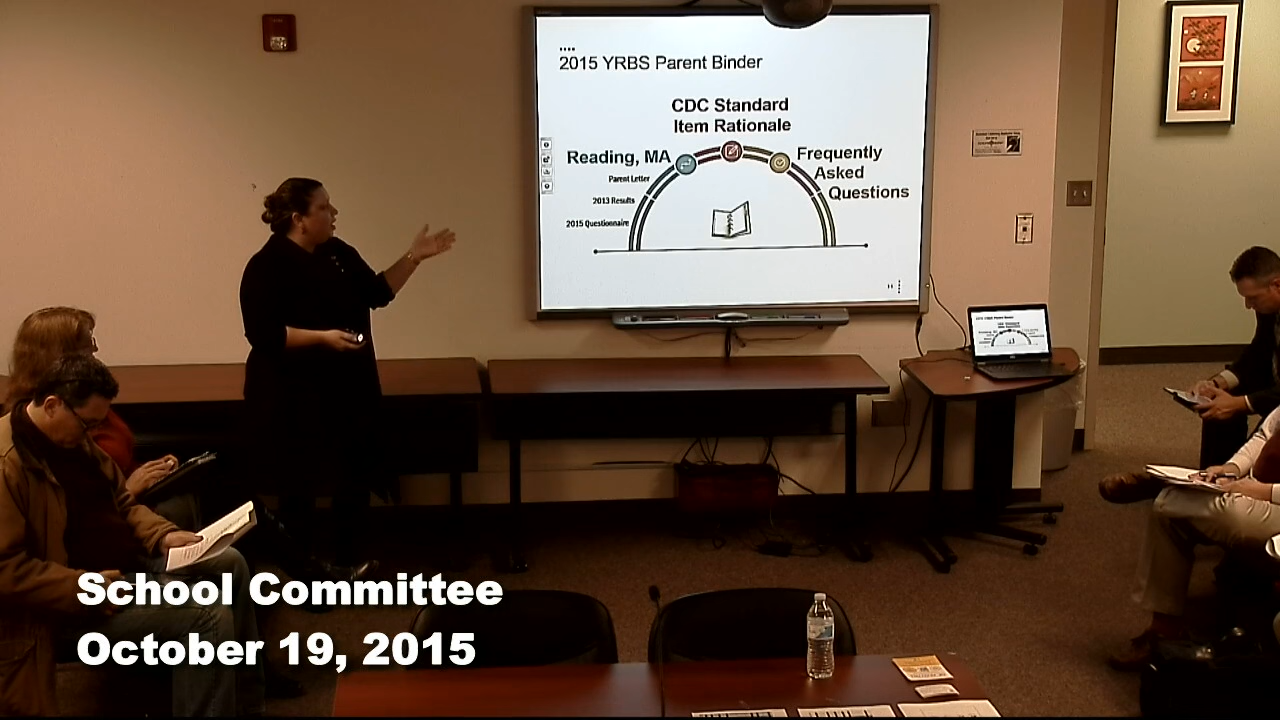 2015 YRBS Parent Binder
CDC Standard
Item Rationale
Reading, MA
Parent Letter
2013 Results
2015 Questionnaire
Frequently
Asked
Questions
School Committee
October 19, 2015